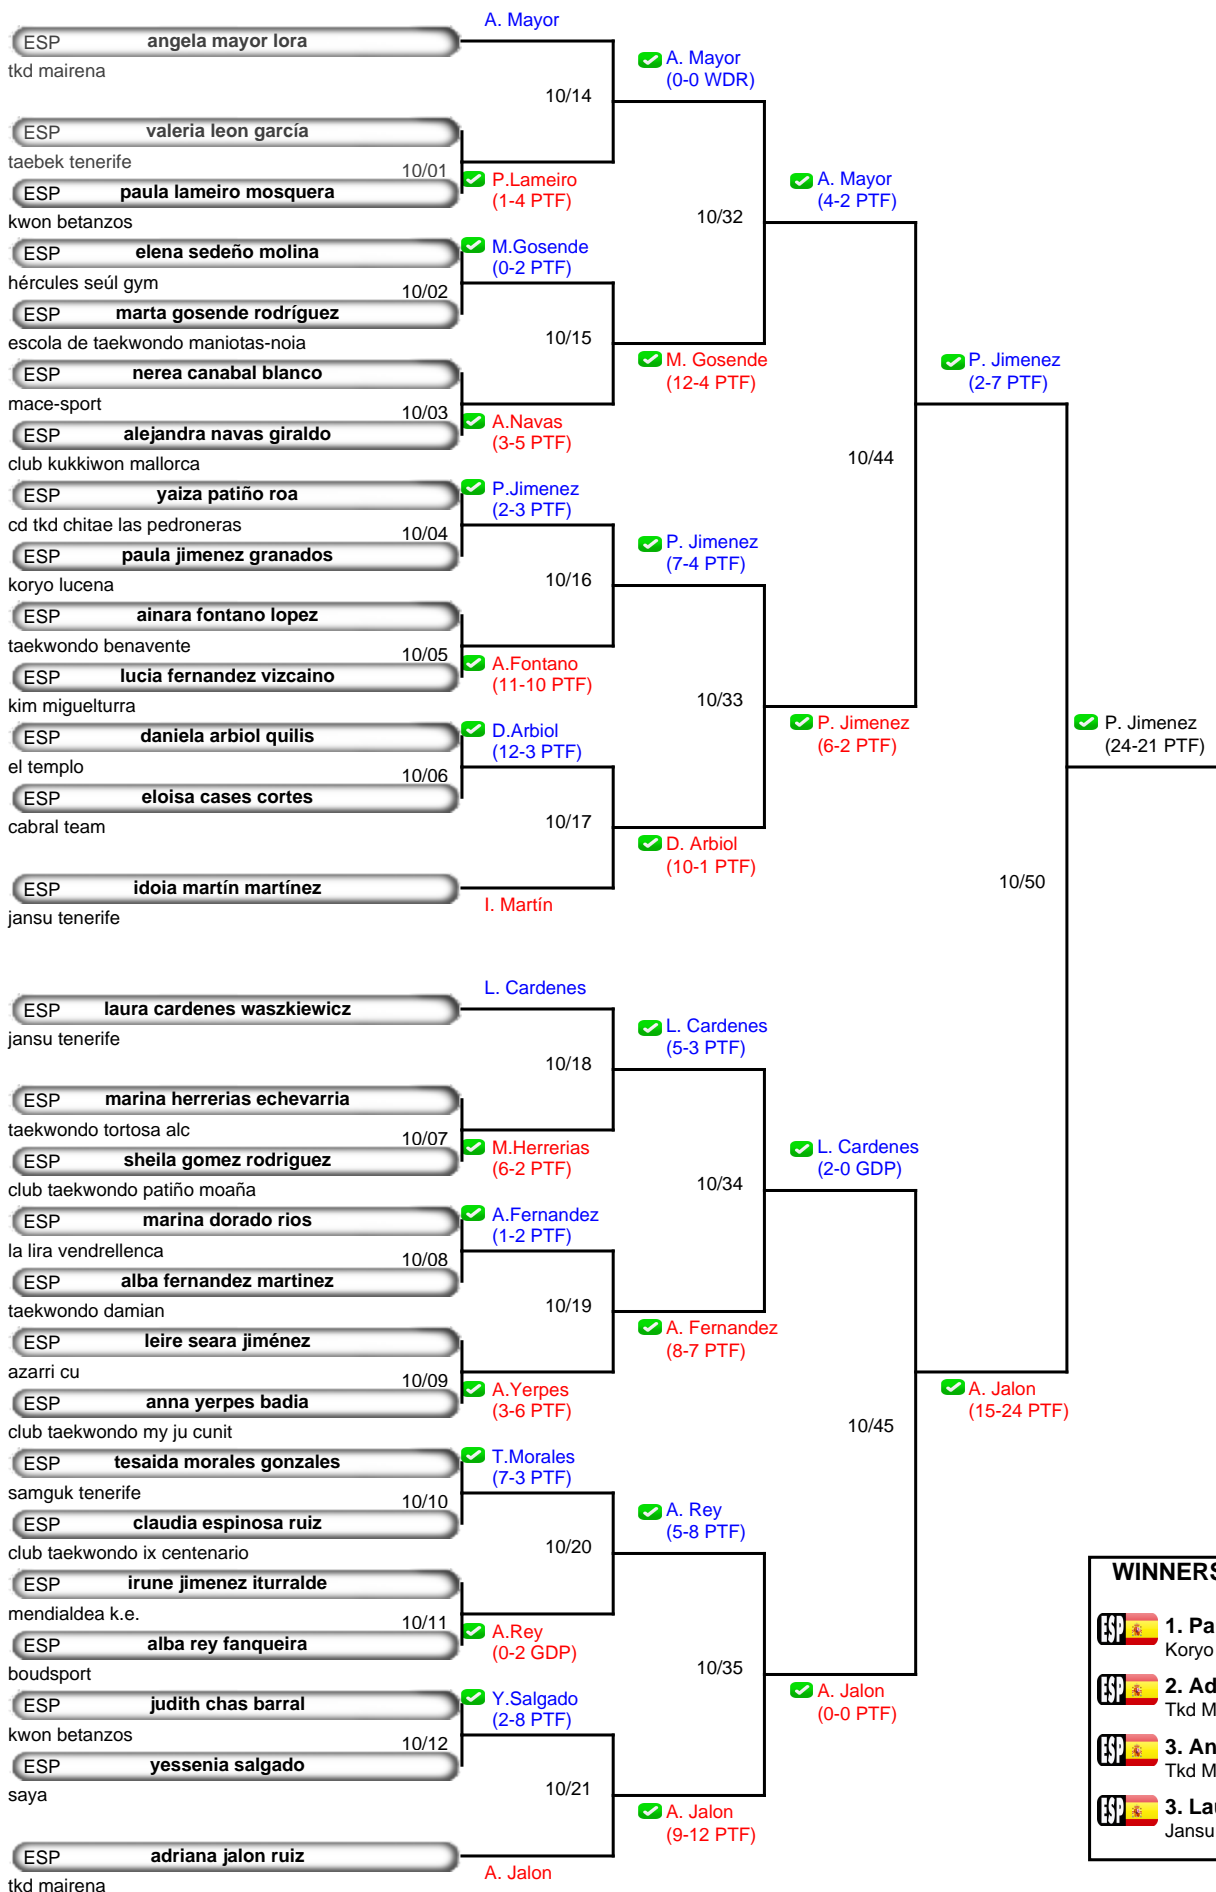 A. Mayor
ESP angela mayor lora
tkd mairena
A. Mayor
(0-0 WDR)
10/14
ESP valeria leon garcía
taebek tenerife
10/01
ESP paula lameiro mosquera
kwon betanzos
P.Lameiro
(1-4 PTF)
A. Mayor
(4-2 PTF)
10/32
ESP elena sedeño molina
hércules seúl gym
M.Gosende
(0-2 PTF)
10/02
ESP marta gosende rodríguez
escola de taekwondo maniotas-noia
10/15
M. Gosende
(12-4 PTF)
ESP nerea canabal blanco
mace-sport
10/03
ESP alejandra navas giraldo
club kukkiwon mallorca
A.Navas
(3-5 PTF)
P. Jimenez
(2-7 PTF)
10/44
ESP yaiza patiño roa
cd tkd chitae las pedroneras
P.Jimenez
(2-3 PTF)
10/04
ESP paula jimenez granados
koryo lucena
P. Jimenez
(7-4 PTF)
10/16
ESP ainara fontano lopez
taekwondo benavente
10/05
ESP lucia fernandez vizcaino
kim miguelturra
A.Fontano
(11-10 PTF)
10/33
P. Jimenez
(6-2 PTF)
P. Jimenez
(24-21 PTF)
ESP daniela arbiol quilis
el templo
D.Arbiol
(12-3 PTF)
10/06
ESP eloisa cases cortes
cabral team
10/17
D. Arbiol
(10-1 PTF)
10/50
ESP idoia martín martínez
jansu tenerife
I. Martín
L. Cardenes
ESP laura cardenes waszkiewicz
jansu tenerife
L. Cardenes
(5-3 PTF)
10/18
ESP marina herrerias echevarria
taekwondo tortosa alc
10/07
ESP sheila gomez rodriguez
club taekwondo patiño moaña
M.Herrerias
(6-2 PTF)
L. Cardenes
(2-0 GDP)
10/34
ESP marina dorado rios
la lira vendrellenca
A.Fernandez
(1-2 PTF)
10/08
ESP alba fernandez martinez
taekwondo damian
10/19
A. Fernandez
(8-7 PTF)
ESP leire seara jiménez
azarri cu
10/09
ESP anna yerpes badia
club taekwondo my ju cunit
A.Yerpes
(3-6 PTF)
A. Jalon
(15-24 PTF)
10/45
ESP tesaida morales gonzales
samguk tenerife
T.Morales
(7-3 PTF)
10/10
ESP claudia espinosa ruiz
club taekwondo ix centenario
A. Rey
(5-8 PTF)
10/20
ESP irune jimenez iturralde
mendialdea k.e.
10/11
ESP alba rey fanqueira
boudsport
A.Rey
(0-2 GDP)
10/35
A. Jalon
(0-0 PTF)
ESP judith chas barral
kwon betanzos
Y.Salgado
(2-8 PTF)
10/12
ESP yessenia salgado
saya
10/21
A. Jalon
(9-12 PTF)
ESP adriana jalon ruiz
tkd mairena
A. Jalon
WINNERS
ESP 1. Pa
Koryo
ESP 2. Ad
Tkd M
ESP 3. An
Tkd M
ESP 3. Lau
Jansu